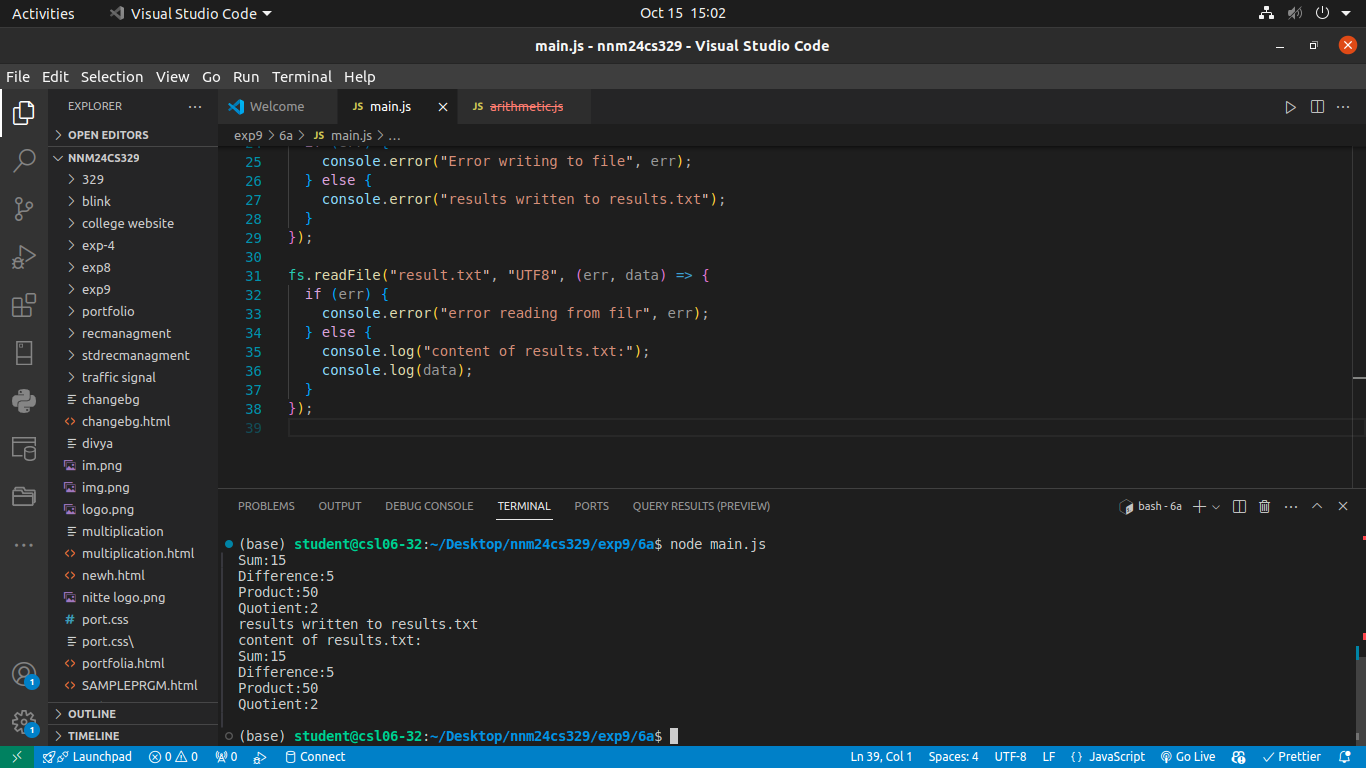 Activities Visual Studio Code Oct 15 15:02
main.js - nnm24cs329 - Visual Studio Code
File Edit Selection View Go Run Terminal Help
EXPLORER
OPEN EDITORS
NNM24CS329
329
blink
college website
exp-4
exp8
exp9
portfolio
recmanagment
stdrecmanagment
traffic signal
changebg
changebg.html
divya
im.png
img.png
logo.png
multiplication
multiplication.html
newh.html
nitte logo.png
port.css
port.css\
portfolia.html
SAMPLEPRGM.html
OUTLINE
TIMELINE
Welcome JS main.js JS arithmetic.js
exp9 > 6a > JS main.js > ...
25 console.error("Error writing to file", err);
26 } else {
27 console.error("results written to results.txt");
28 }
29 });
30
31 fs.readFile("result.txt", "UTF8", (err, data) => {
32 if (err) {
33 console.error("error reading from filr", err);
34 } else {
35 console.log("content of results.txt:");
36 console.log(data);
37 }
38 });
39
PROBLEMS OUTPUT DEBUG CONSOLE TERMINAL PORTS QUERY RESULTS (PREVIEW) bash - 6a
(base) student@csl06-32:~/Desktop/nnm24cs329/exp9/6a$ node main.js
Sum:15
Difference:5
Product:50
Quotient:2
results written to results.txt
content of results.txt:
Sum:15
Difference:5
Product:50
Quotient:2
(base) student@csl06-32:~/Desktop/nnm24cs329/exp9/6a$
1
1
Launchpad 0 0 0 Connect Ln 39, Col 1 Spaces: 4 UTF-8 LF {} JavaScript Go Live Prettier